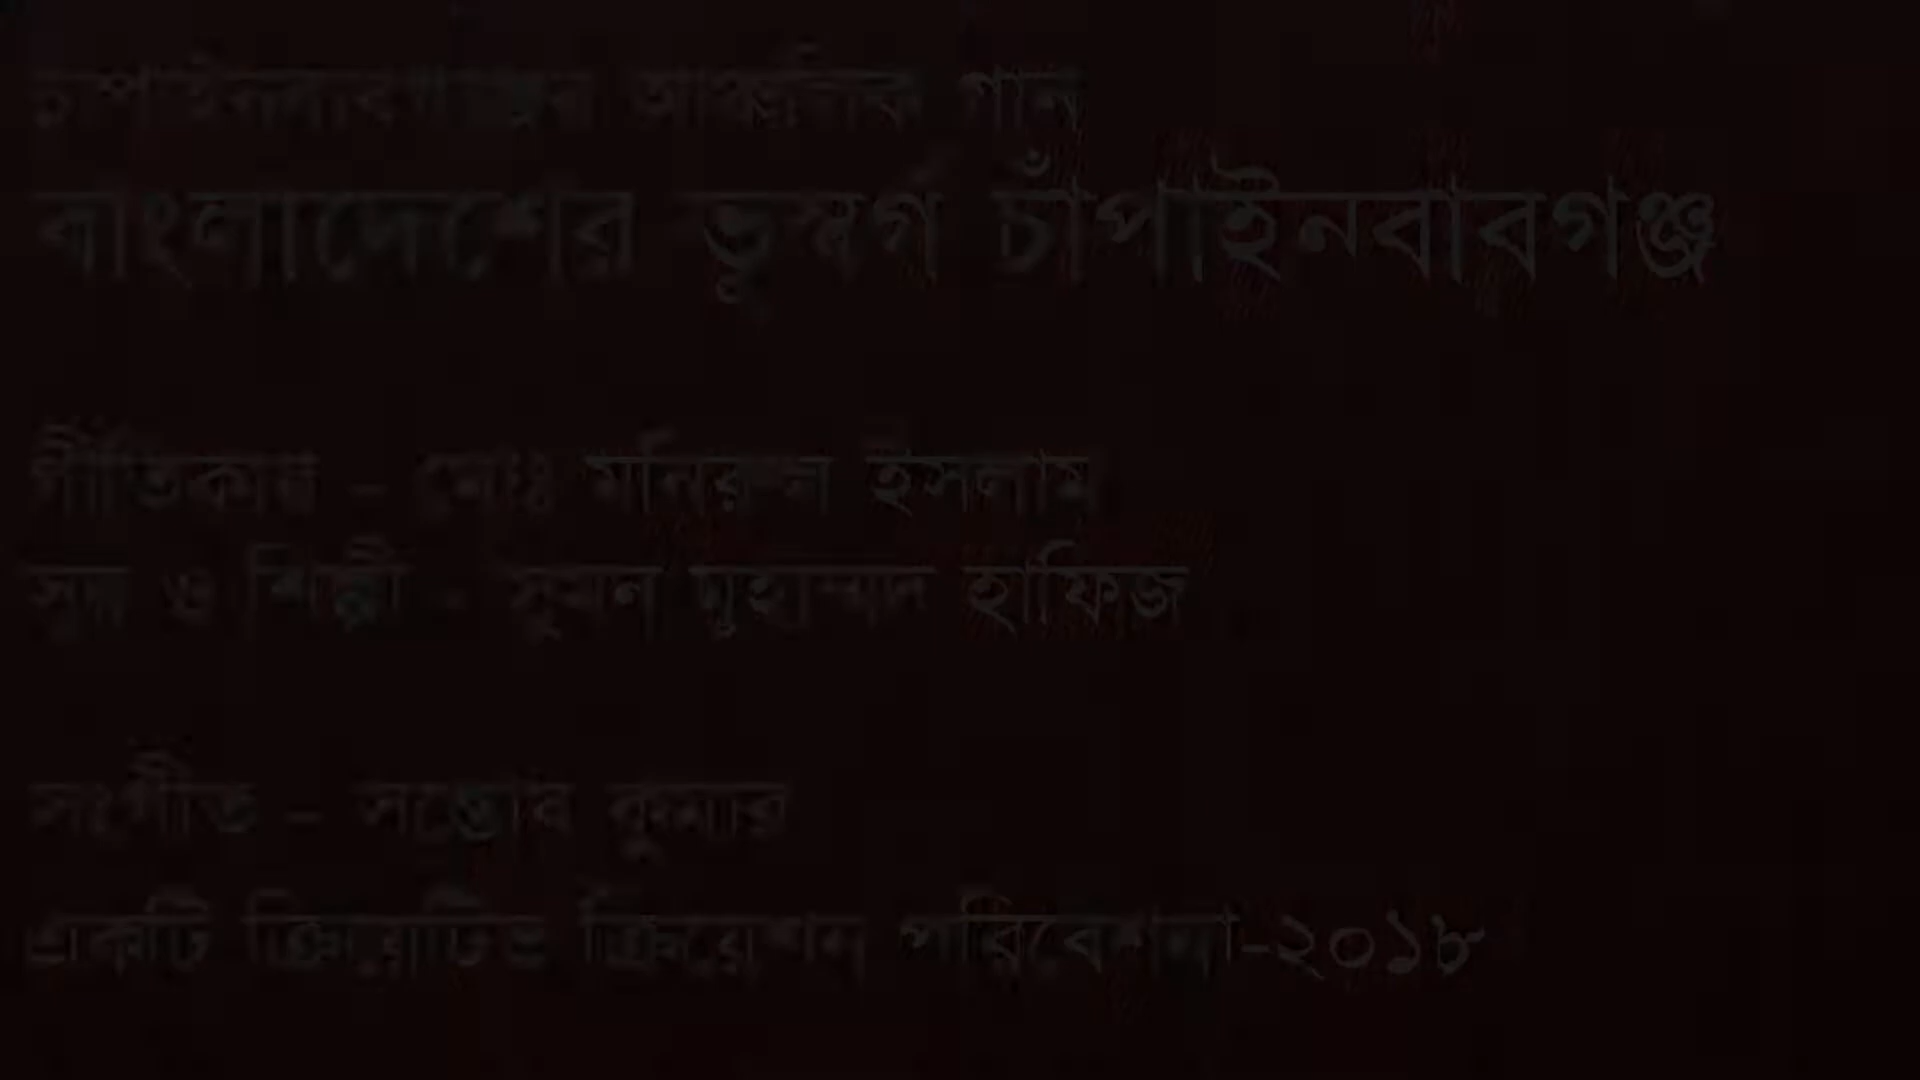 চাঁপাইনবাবগঞ্জের আঞ্চলিক গান
বাংলাদেশের ভূস্বর্গ চাঁপাইনবাবগঞ্জ
গীতিকার – মোঃ মনিরুল ইসলাম
সুর ও শিল্পী - সুমন মুহাম্মদ হাফিজ
সংগীত – সন্তোষ কুমার
একটি ক্রিয়েটিভ ক্রিয়েশন পরিবেশনা-২০১৮